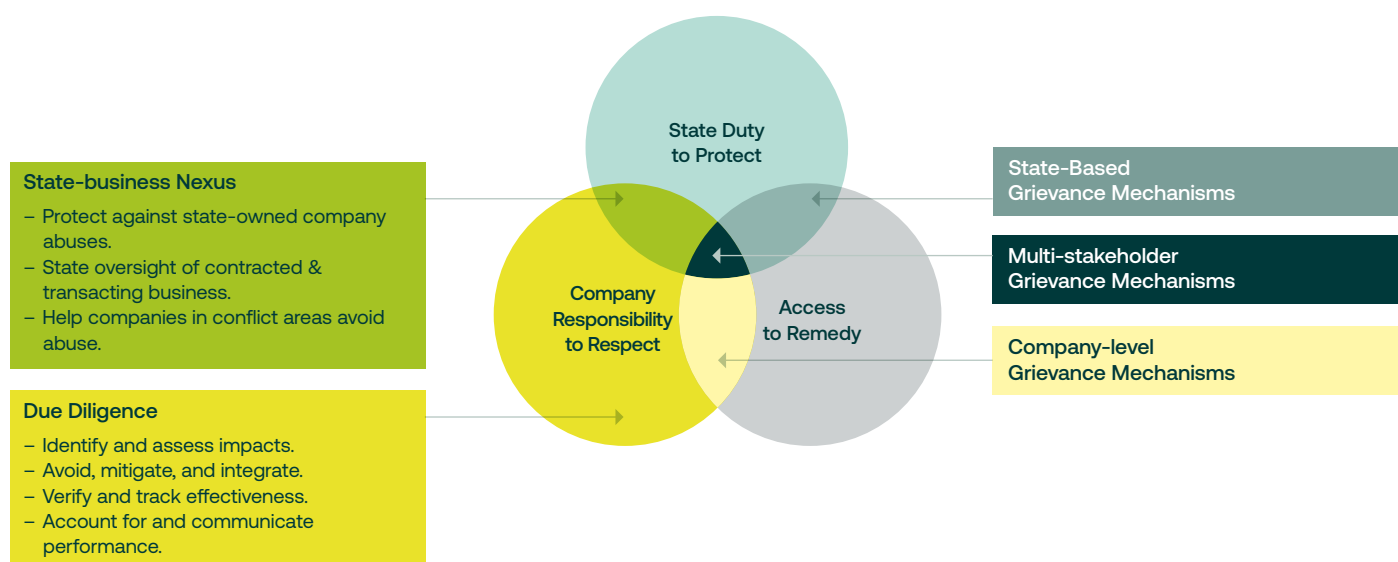 State Duty
to Protect
State-business Nexus
– Protect against state-owned company
abuses.
– State oversight of contracted &
transacting business.
– Help companies in conflict areas avoid
abuse.
Due Diligence
– Identify and assess impacts.
– Avoid, mitigate, and integrate.
– Verify and track effectiveness.
– Account for and communicate
performance.
Company
Responsibility
to Respect
Access
to Remedy
State-Based
Grievance Mechanisms
Multi-stakeholder
Grievance Mechanisms
Company-level
Grievance Mechanisms